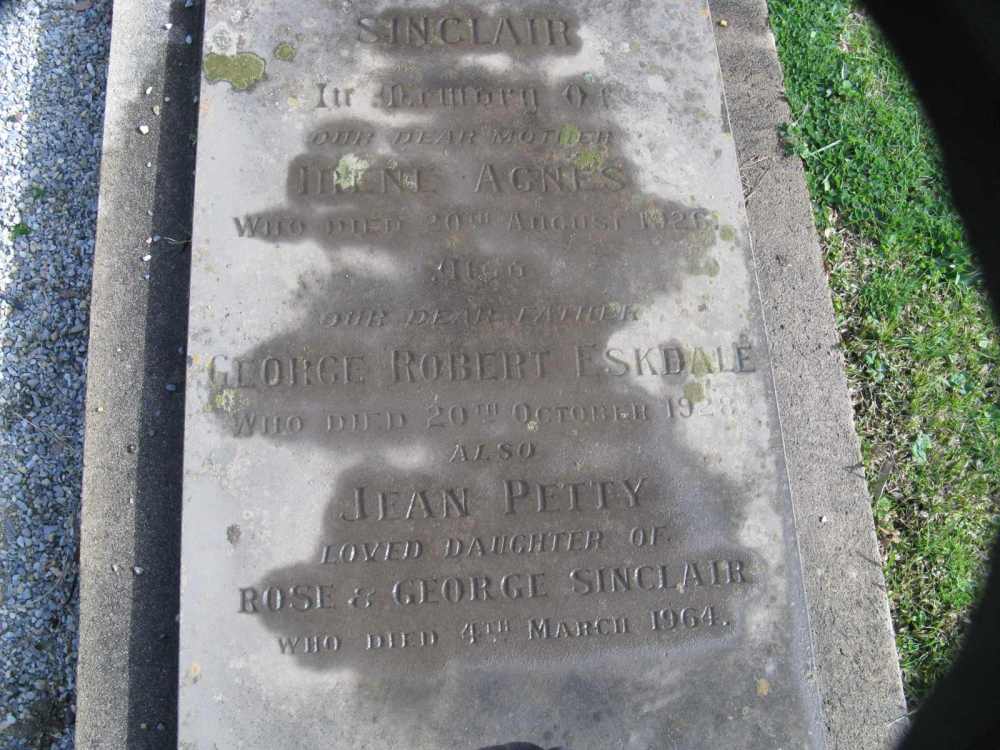 SINCLAIR
In Memory Of
OUR DEAR MOTHER
IRENE AGNES
WHO DIED 20TH AUGUST 1926
Also
OUR DEAR FATHER
GEORGE ROBERT ESKDALE
WHO DIED 20TH OCTOBER 1928
ALSO
JEAN PETTY
LOVED DAUGHTER OF
ROSE & GEORGE SINCLAIR
WHO DIED 4TH MARCH 1964.